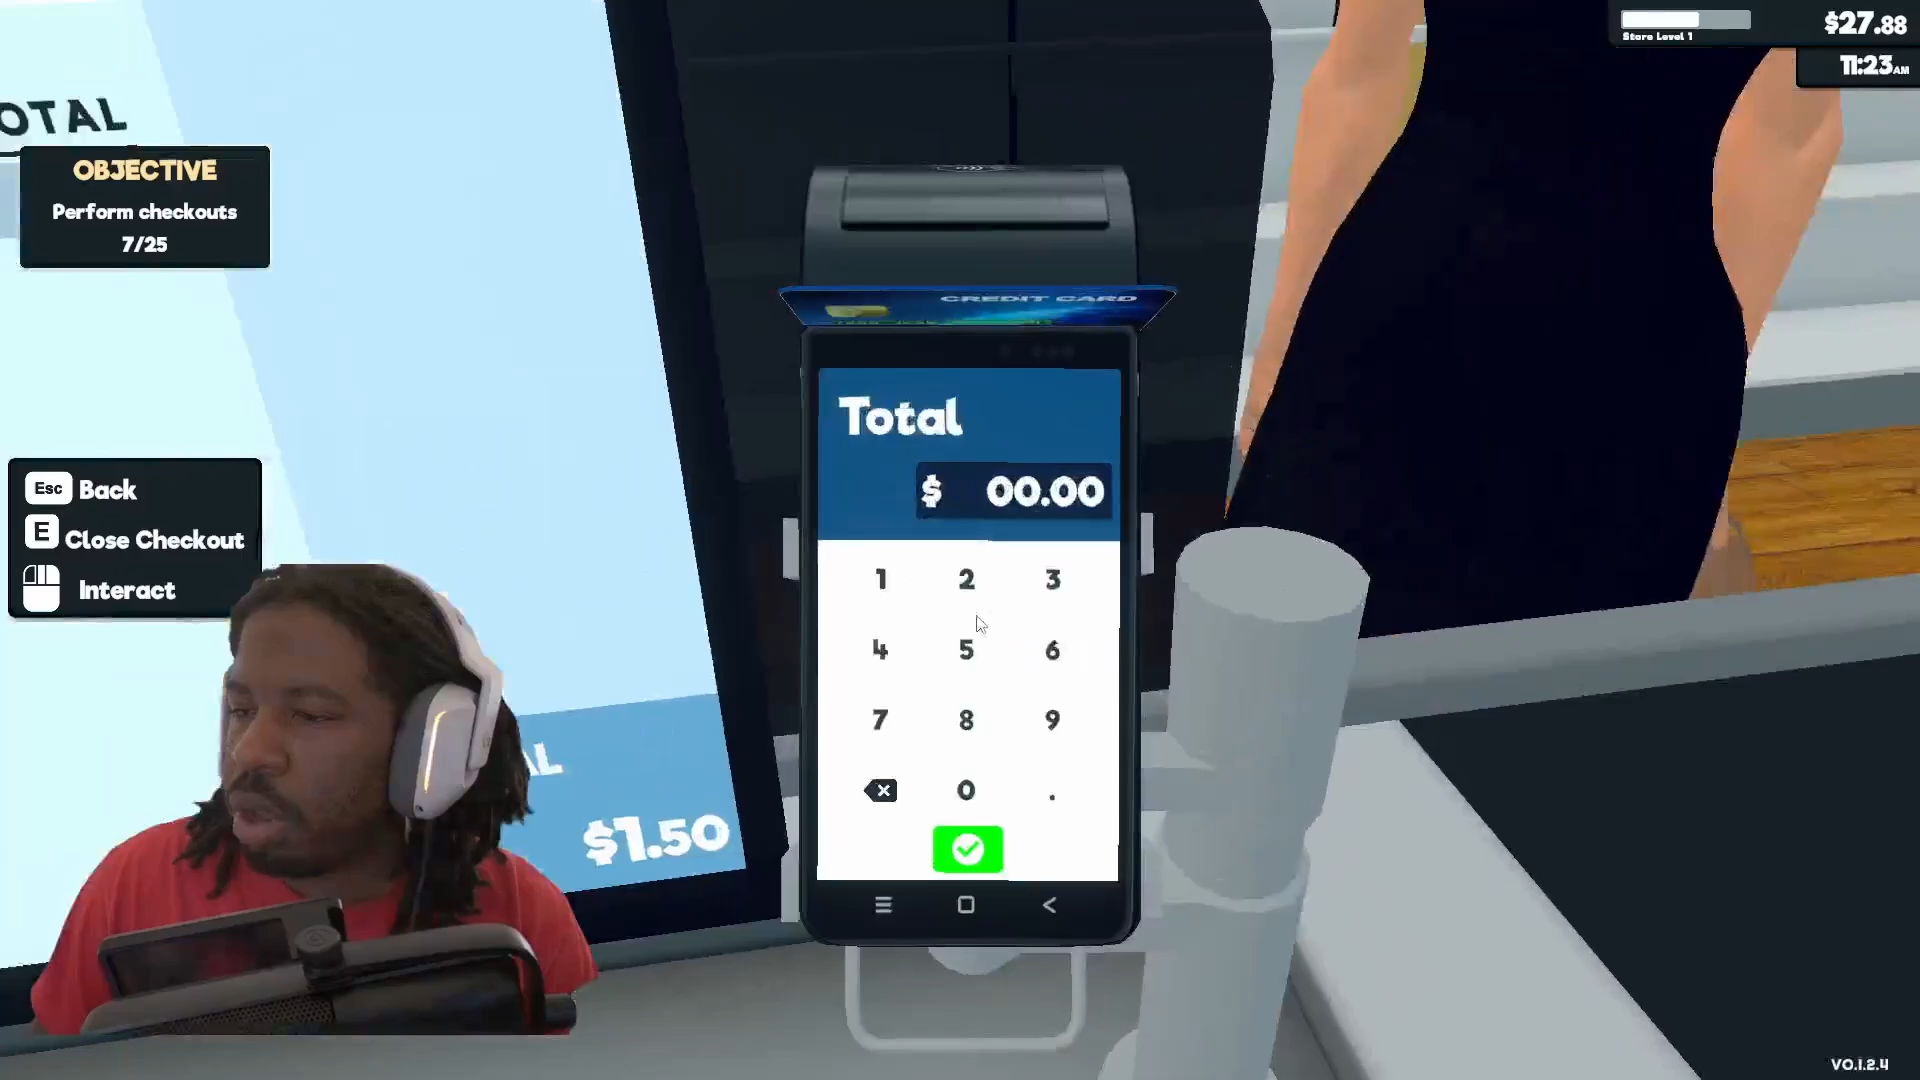 $27.88
Store Level 1
11:23AM
OTAL
OBJECTIVE
Perform checkouts
7/25
CREDIT CARD
Total
$ 00.00
Esc Back
E Close Checkout
Interact
1 2 3
4 5 6
7 8 9
0 .
AL
$1.50
V0.1.2.4